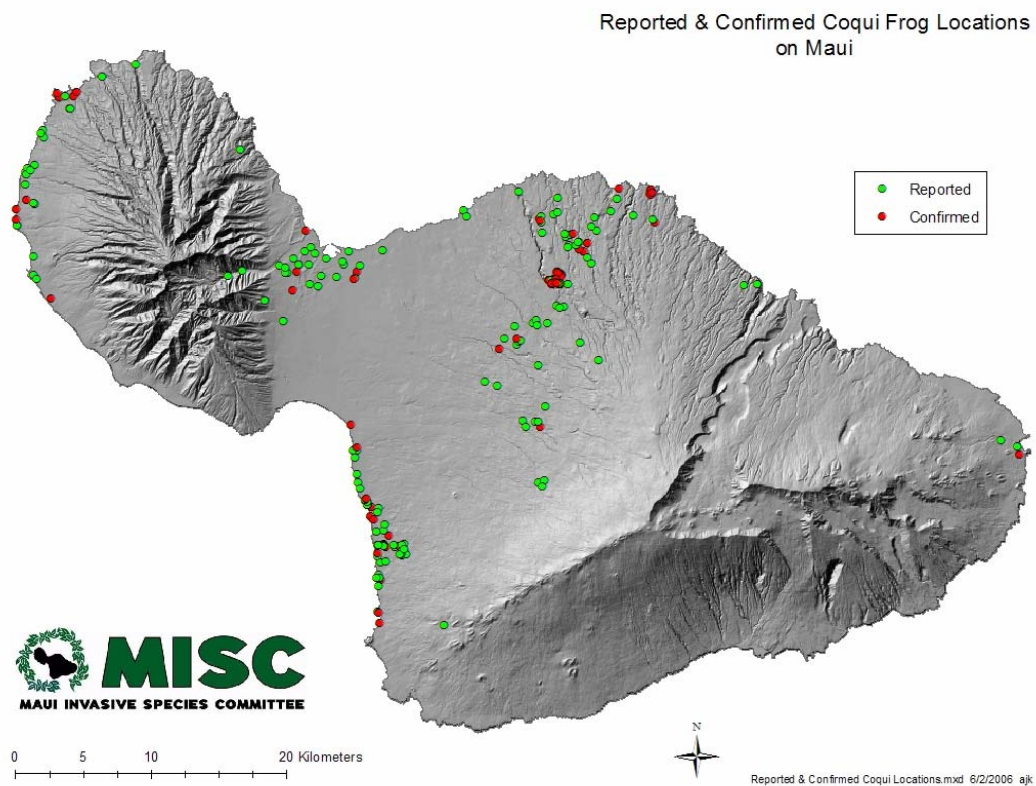 Reported & Confirmed Coqui Frog Locations
on Maui
Reported
Confirmed
MISC
MAUI INVASIVE SPECIES COMMITTEE
0 5 10 20 Kilometers
N
Reported & Confirmed Coqui Locations.mxd 6/2/2006 ajk